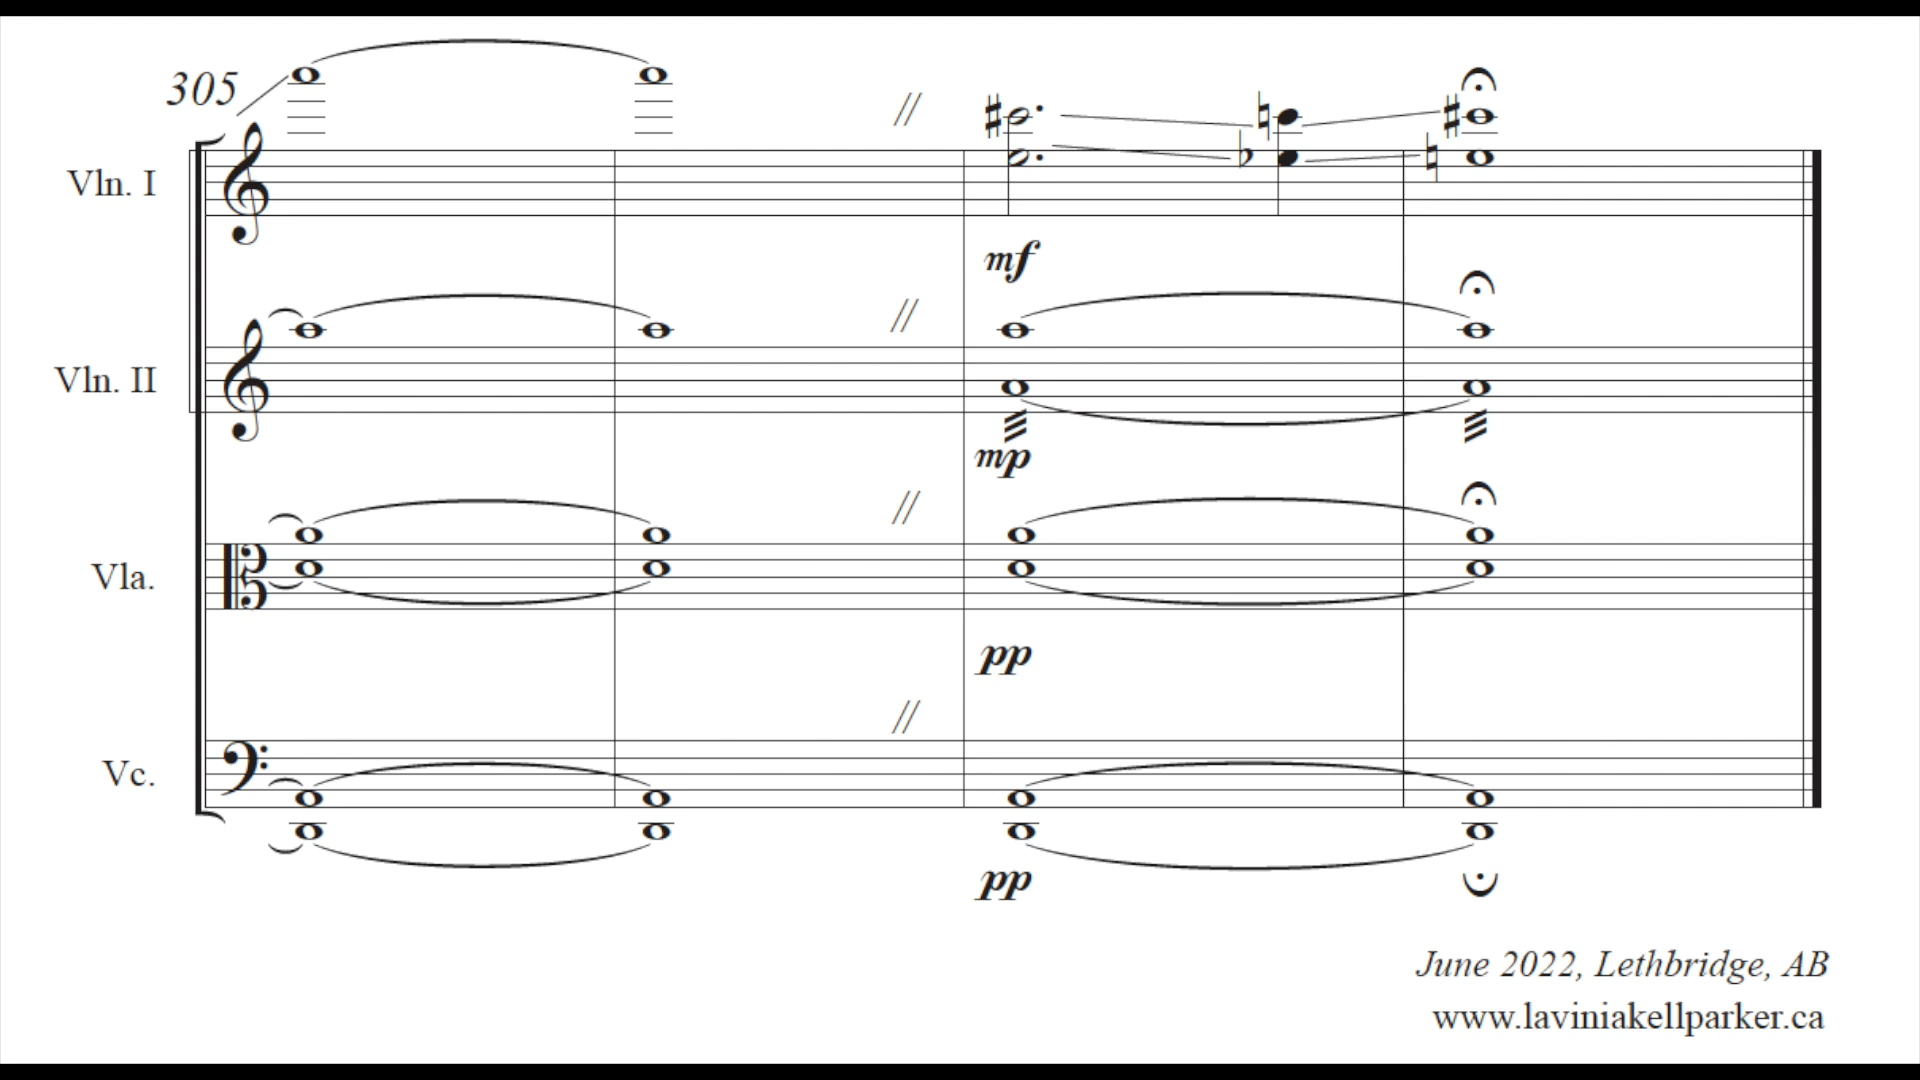 305
Vln. I
mf
Vln. II
mp
Vla.
pp
Vc.
pp
June 2022, Lethbridge, AB
www.laviniakellparker.ca